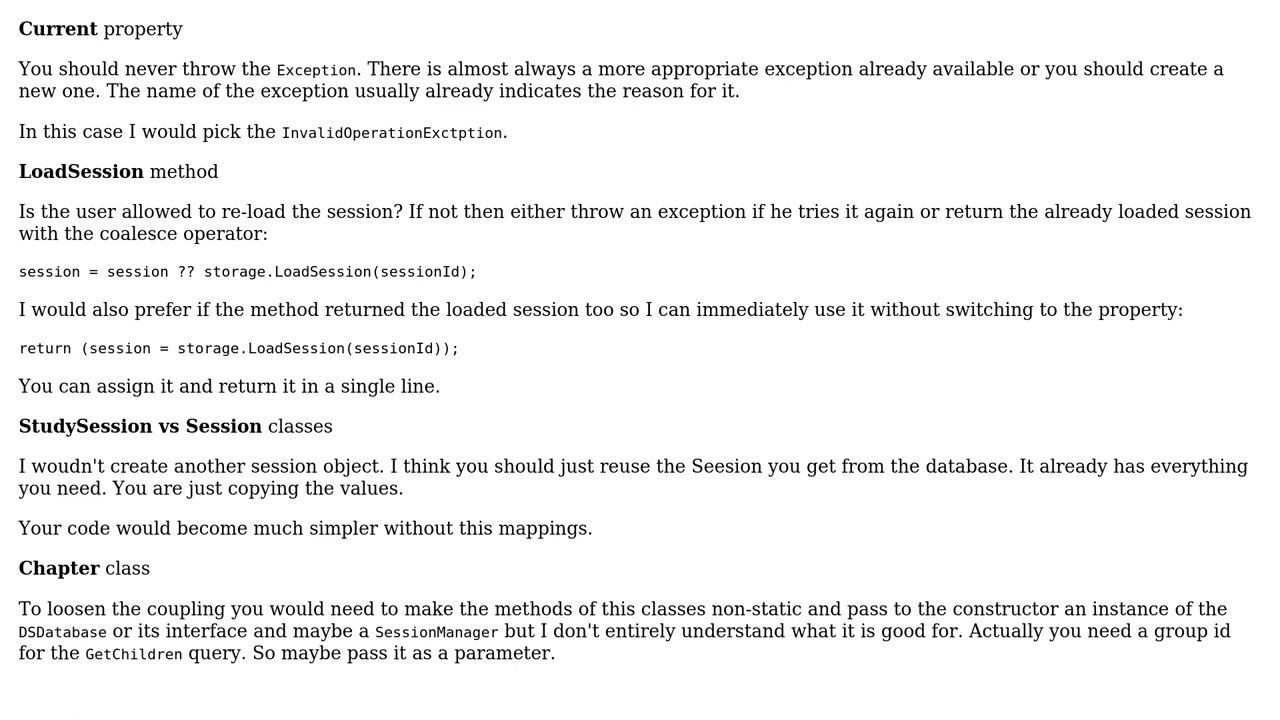 Current property
You should never throw the Exception. There is almost always a more appropriate exception already available or you should create a
new one. The name of the exception usually already indicates the reason for it.
In this case I would pick the InvalidOperationExctption.
LoadSession method
Is the user allowed to re-load the session? If not then either throw an exception if he tries it again or return the already loaded session
with the coalesce operator:
session = session ?? storage.LoadSession(sessionId);
I would also prefer if the method returned the loaded session too so I can immediately use it without switching to the property:
return (session = storage.LoadSession(sessionId));
You can assign it and return it in a single line.
StudySession vs Session classes
I woudn't create another session object. I think you should just reuse the Seesion you get from the database. It already has everything
you need. You are just copying the values.
Your code would become much simpler without this mappings.
Chapter class
To loosen the coupling you would need to make the methods of this classes non-static and pass to the constructor an instance of the
DSDatabase or its interface and maybe a SessionManager but I don't entirely understand what it is good for. Actually you need a group id
for the GetChildren query. So maybe pass it as a parameter.